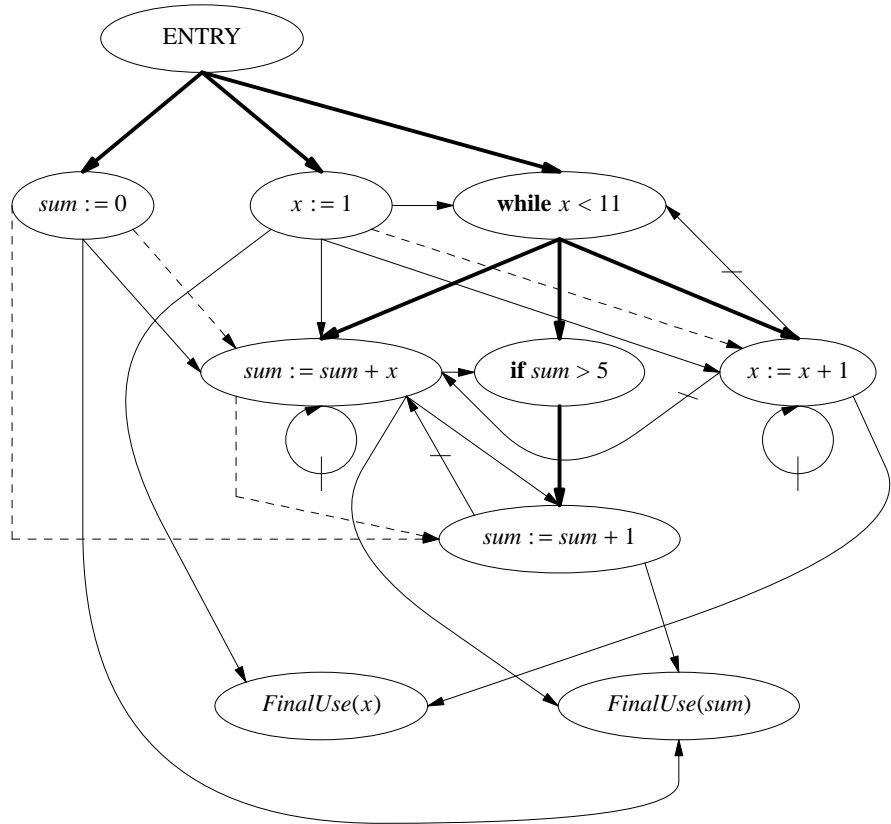 ENTRY
sum := 0
x := 1
while x < 11
sum := sum + x
if sum > 5
x := x + 1
sum := sum + 1
FinalUse(x)
FinalUse(sum)